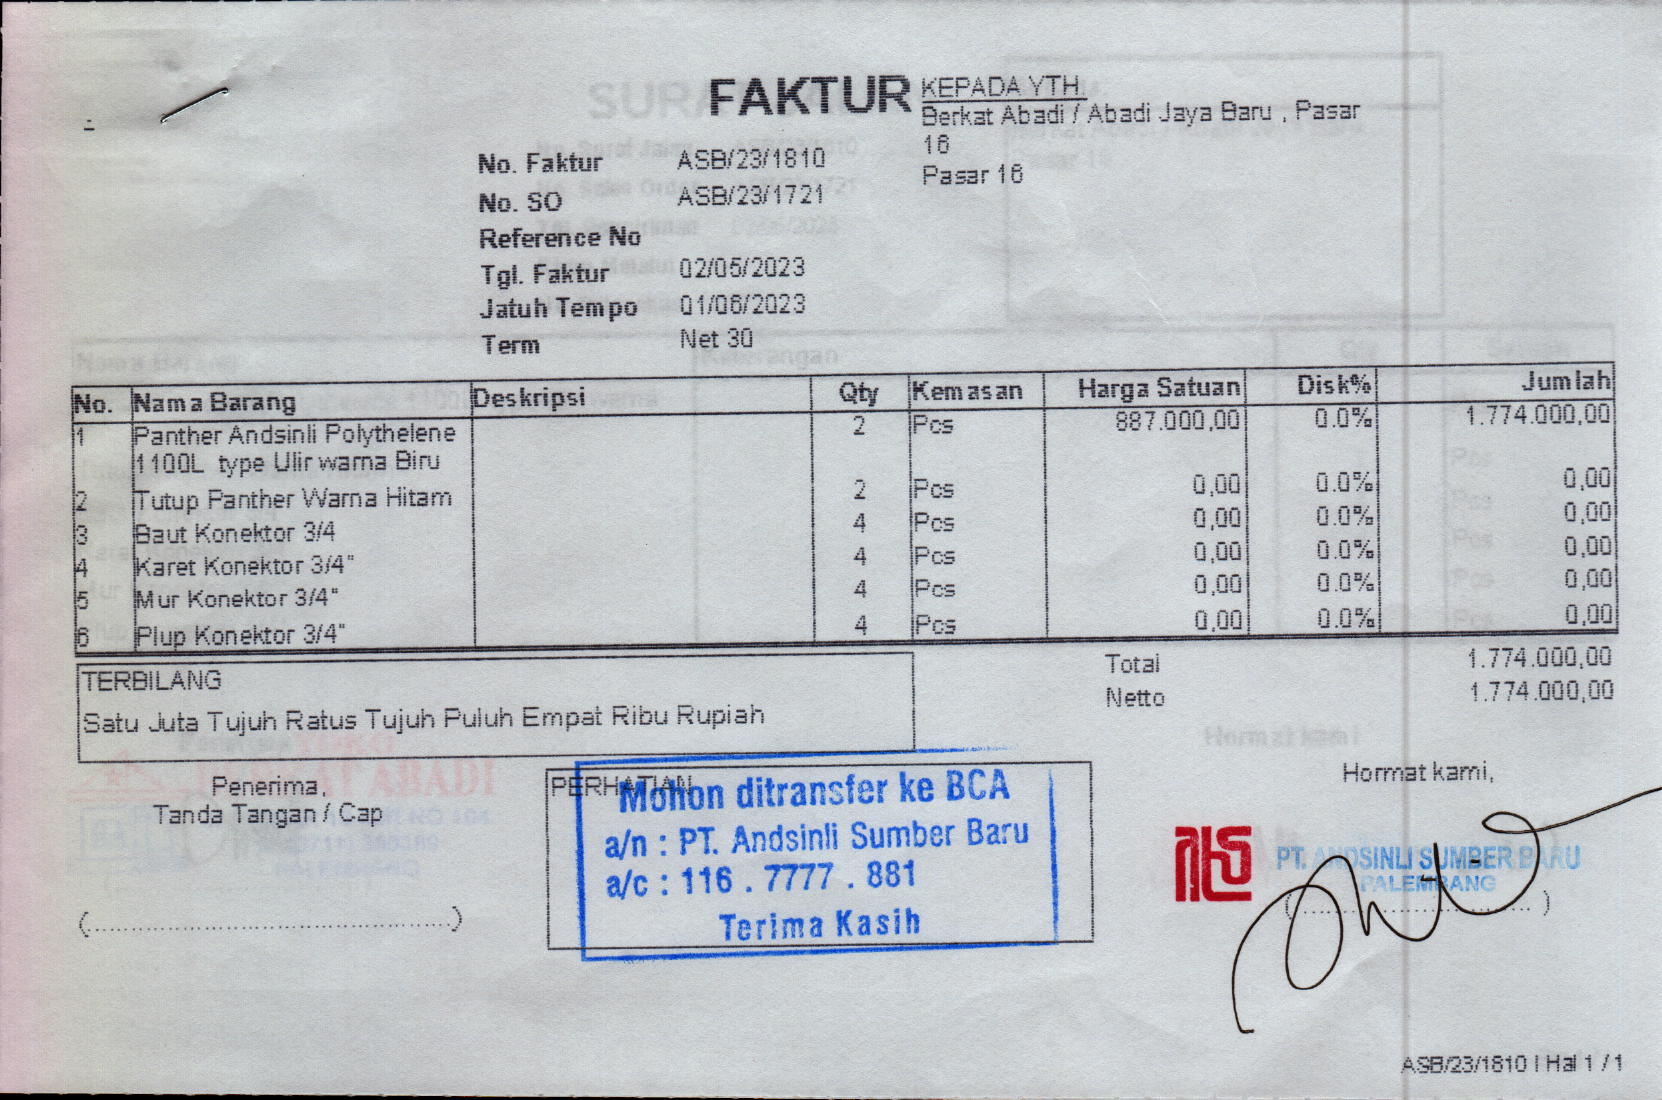 FAKTUR
KEPADA YTH.
Berkat Abadi / Abadi Jaya Baru , Pasar
16
Pasar 16
No. Faktur ASB/23/1810
No. SO ASB/23/1721
Reference No
Tgl. Faktur 02/05/2023
Jatuh Tempo 01/06/2023
Term Net 30
No. Nama Barang Deskripsi Qty Kemasan Harga Satuan Disk% Jumlah
1 Panther Andsinli Polythelene 2 Pcs 887.000,00 0.0% 1.774.000,00
1100L type Ulir warna Biru
2 Tutup Panther Warna Hitam 2 Pcs 0,00 0.0% 0,00
3 Baut Konektor 3/4 4 Pcs 0,00 0.0% 0,00
4 Karet Konektor 3/4" 4 Pcs 0,00 0.0% 0,00
5 Mur Konektor 3/4" 4 Pcs 0,00 0.0% 0,00
6 Plup Konektor 3/4" 4 Pcs 0,00 0.0% 0,00
Total 1.774.000,00
Netto 1.774.000,00
TERBILANG
Satu Juta Tujuh Ratus Tujuh Puluh Empat Ribu Rupiah
Penerima,
Tanda Tangan / Cap
PERHATIAN
Mohon ditransfer ke BCA
a/n : PT. Andsinli Sumber Baru
a/c : 116 . 7777 . 881
Terima Kasih
Hormat kami,
PT. ANDSINLI SUMBER BARU
PALEMBANG
ASB/23/1810 | Hal 1 / 1